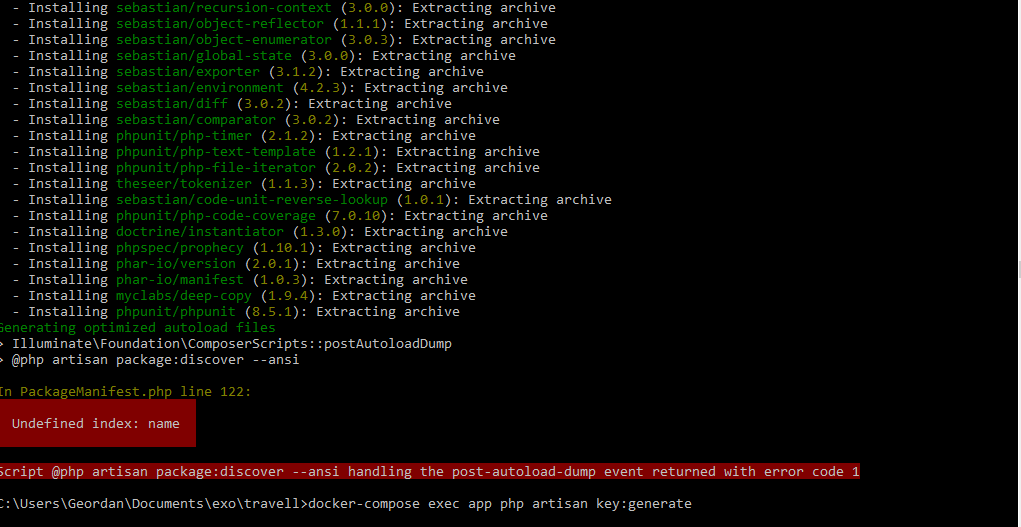 - Installing sebastian/recursion-context (3.0.0): Extracting archive
- Installing sebastian/object-reflector (1.1.1): Extracting archive
- Installing sebastian/object-enumerator (3.0.3): Extracting archive
- Installing sebastian/global-state (3.0.0): Extracting archive
- Installing sebastian/exporter (3.1.2): Extracting archive
- Installing sebastian/environment (4.2.3): Extracting archive
- Installing sebastian/diff (3.0.2): Extracting archive
- Installing sebastian/comparator (3.0.2): Extracting archive
- Installing phpunit/php-timer (2.1.2): Extracting archive
- Installing phpunit/php-text-template (1.2.1): Extracting archive
- Installing phpunit/php-file-iterator (2.0.2): Extracting archive
- Installing theseer/tokenizer (1.1.3): Extracting archive
- Installing sebastian/code-unit-reverse-lookup (1.0.1): Extracting archive
- Installing phpunit/php-code-coverage (7.0.10): Extracting archive
- Installing doctrine/instantiator (1.3.0): Extracting archive
- Installing phpspec/prophecy (1.10.1): Extracting archive
- Installing phar-io/version (2.0.1): Extracting archive
- Installing phar-io/manifest (1.0.3): Extracting archive
- Installing myclabs/deep-copy (1.9.4): Extracting archive
- Installing phpunit/phpunit (8.5.1): Extracting archive
Generating optimized autoload files
> Illuminate\Foundation\ComposerScripts::postAutoloadDump
> @php artisan package:discover --ansi
In PackageManifest.php line 122:
Undefined index: name
Script @php artisan package:discover --ansi handling the post-autoload-dump event returned with error code 1
C:\Users\Geordan\Documents\exo\travell>docker-compose exec app php artisan key:generate